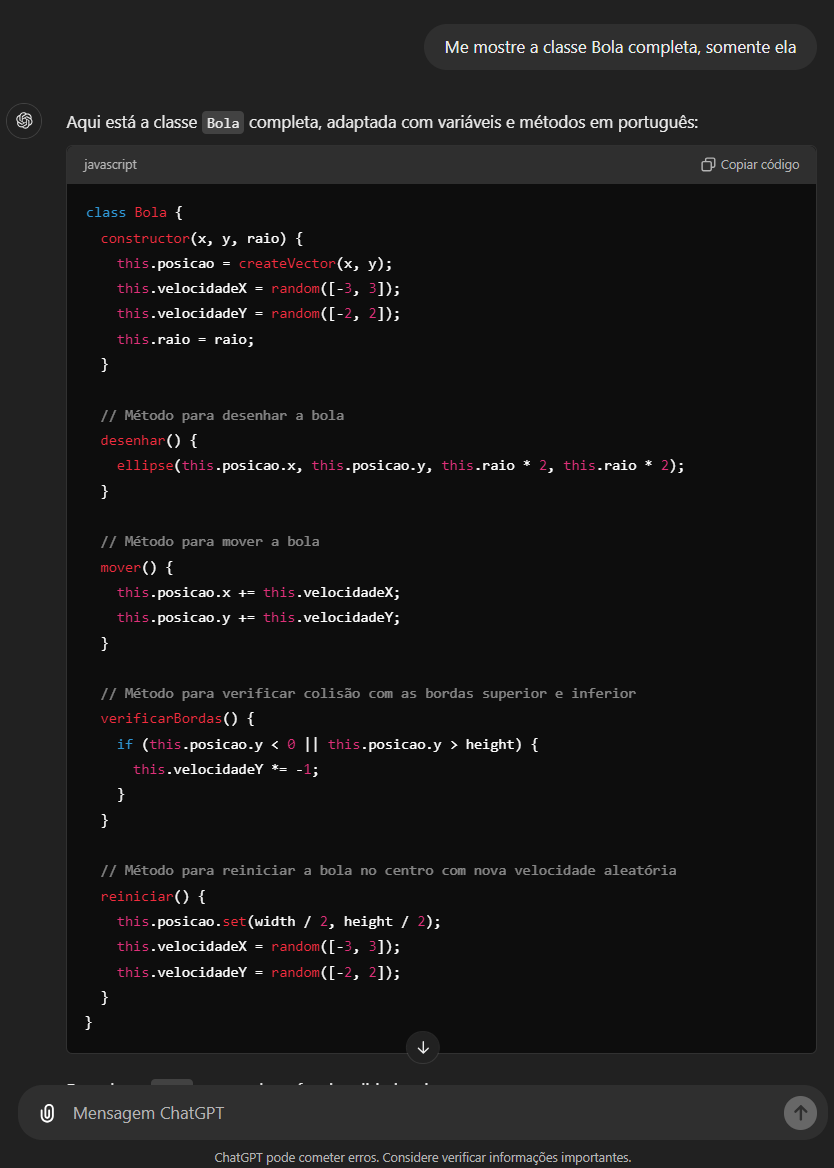 Me mostre a classe Bola completa, somente ela
Aqui está a classe Bola completa, adaptada com variáveis e métodos em português:
javascript
Copiar código
class Bola {
  constructor(x, y, raio) {
    this.posicao = createVector(x, y);
    this.velocidadeX = random([-3, 3]);
    this.velocidadeY = random([-2, 2]);
    this.raio = raio;
  }
  // Método para desenhar a bola
  desenhar() {
    ellipse(this.posicao.x, this.posicao.y, this.raio * 2, this.raio * 2);
  }
  // Método para mover a bola
  mover() {
    this.posicao.x += this.velocidadeX;
    this.posicao.y += this.velocidadeY;
  }
  // Método para verificar colisão com as bordas superior e inferior
  verificarBordas() {
    if (this.posicao.y < 0 || this.posicao.y > height) {
      this.velocidadeY *= -1;
    }
  }
  // Método para reiniciar a bola no centro com nova velocidade aleatória
  reiniciar() {
    this.posicao.set(width / 2, height / 2);
    this.velocidadeX = random([-3, 3]);
    this.velocidadeY = random([-2, 2]);
  }
}
Mensagem ChatGPT
ChatGPT pode cometer erros. Considere verificar informações importantes.